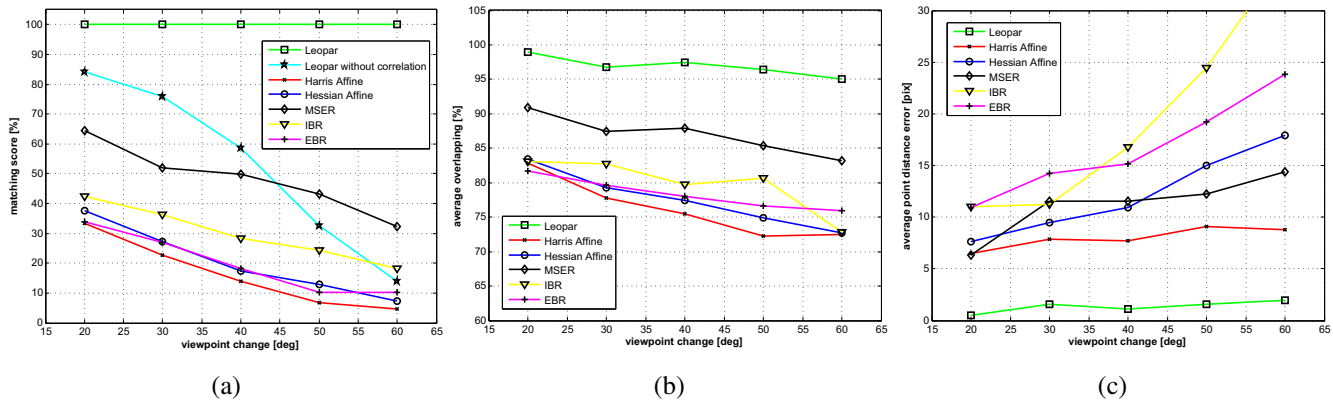 100
90
80
70
60
50
40
30
20
10
0
matching score [%]
15 20 25 30 35 40 45 50 55 60 65
viewpoint change [deg]
Leopar
Leopar without correlation
Harris Affine
Hessian Affine
MSER
IBR
EBR
(a)
105
100
95
90
85
80
75
70
65
60
average overlapping [%]
15 20 25 30 35 40 45 50 55 60 65
viewpoint change [deg]
Leopar
Harris Affine
Hessian Affine
MSER
IBR
EBR
(b)
30
25
20
15
10
5
0
average point distance error [pix]
15 20 25 30 35 40 45 50 55 60 65
viewpoint change [deg]
Leopar
Harris Affine
Hessian Affine
MSER
IBR
EBR
(c)